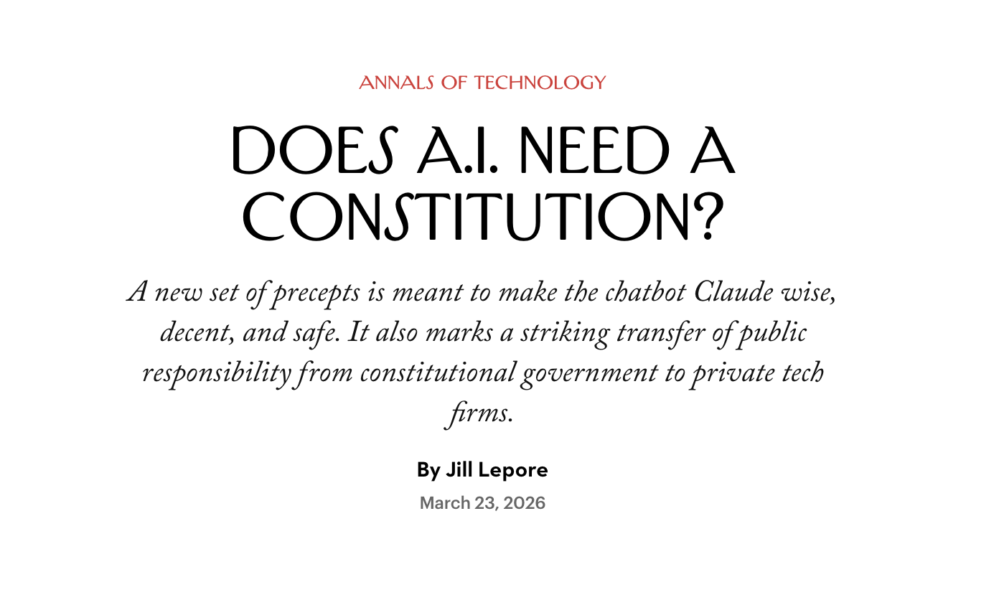 ANNALS OF TECHNOLOGY
DOES A.I. NEED A
CONSTITUTION?
A new set of precepts is meant to make the chatbot Claude wise,
decent, and safe. It also marks a striking transfer of public
responsibility from constitutional government to private tech
firms.
By Jill Lepore
March 23, 2026